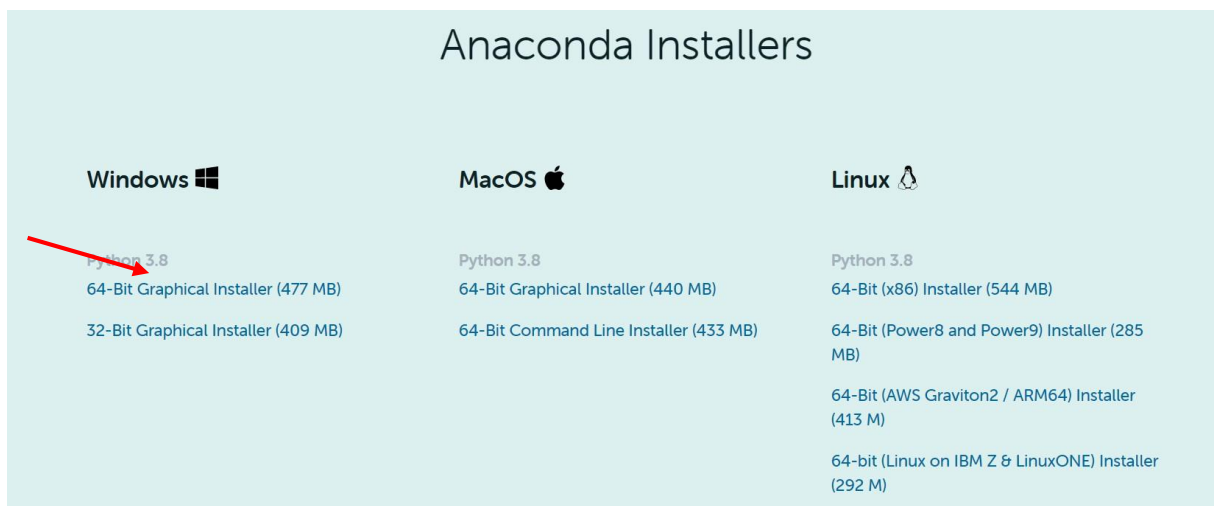 Anaconda Installers
Windows
Python 3.8
64-Bit Graphical Installer (477 MB)
32-Bit Graphical Installer (409 MB)
MacOS
Python 3.8
64-Bit Graphical Installer (440 MB)
64-Bit Command Line Installer (433 MB)
Linux
Python 3.8
64-Bit (x86) Installer (544 MB)
64-Bit (Power8 and Power9) Installer (285
MB)
64-Bit (AWS Graviton2 / ARM64) Installer
(413 M)
64-bit (Linux on IBM Z & LinuxONE) Installer
(292 M)